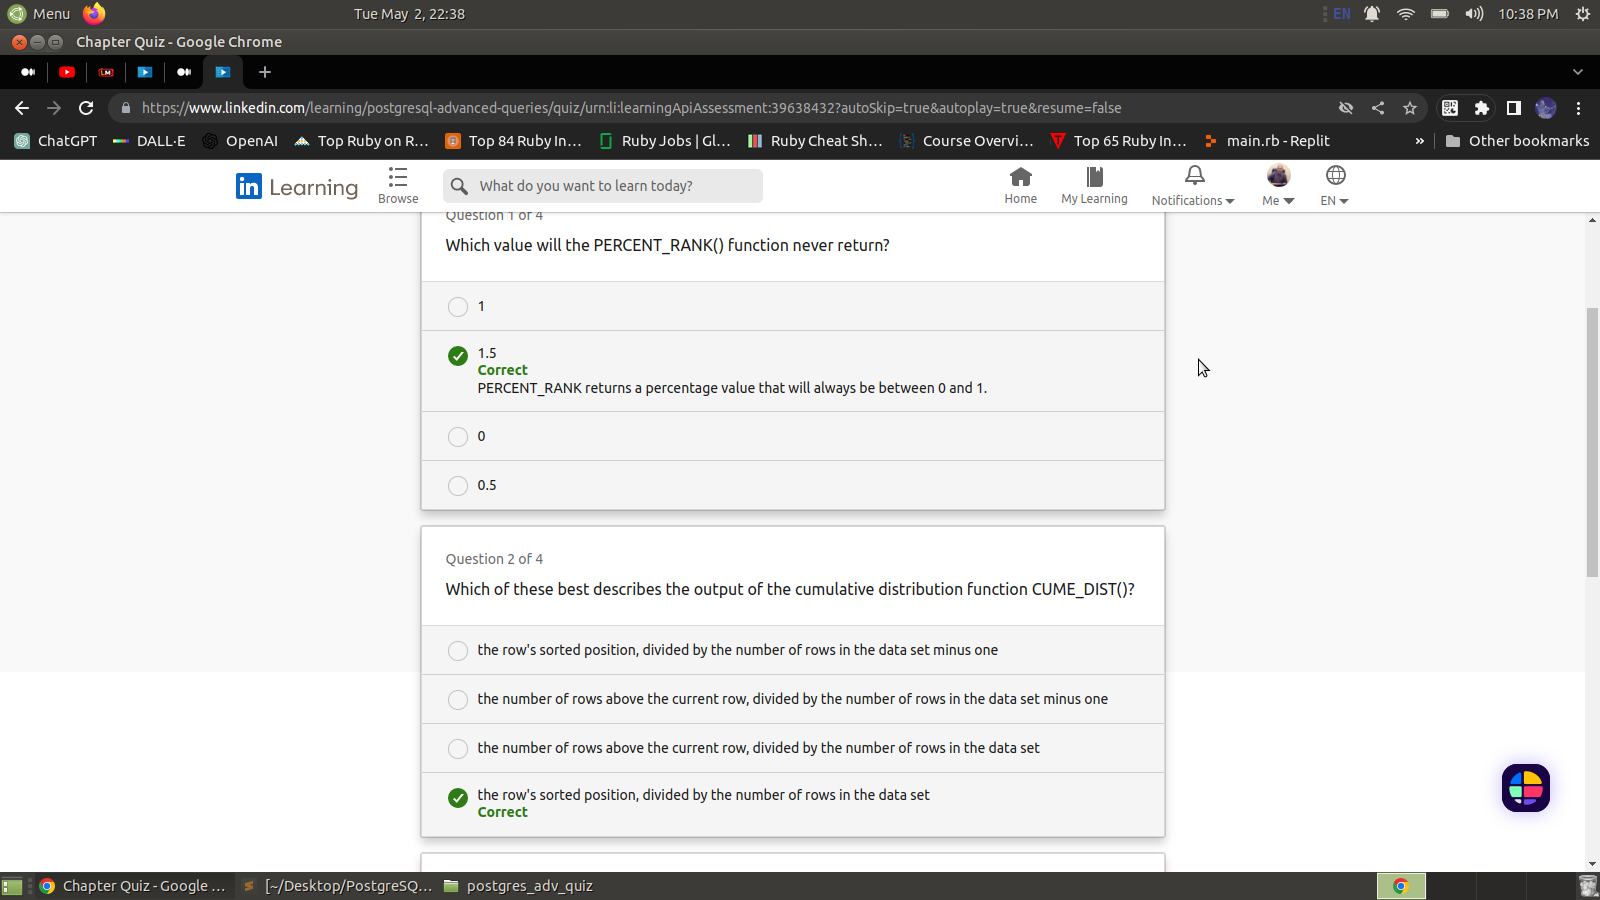 Menu
Tue May 2, 22:38
EN
10:38 PM
Chapter Quiz - Google Chrome
LM
https://www.linkedin.com/learning/postgresql-advanced-queries/quiz/urn:li:learningApiAssessment:39638432?autoSkip=true&autoplay=true&resume=false
ChatGPT
DALL·E
OpenAI
Top Ruby on R...
Top 84 Ruby In...
Ruby Jobs | Gl...
Ruby Cheat Sh...
Course Overvi...
Top 65 Ruby In...
main.rb - Replit
»
Other bookmarks
in Learning
Browse
What do you want to learn today?
Home
My Learning
Notifications
Me
EN
Question 1 of 4
Which value will the PERCENT_RANK() function never return?
1
1.5
Correct
PERCENT_RANK returns a percentage value that will always be between 0 and 1.
0
0.5
Question 2 of 4
Which of these best describes the output of the cumulative distribution function CUME_DIST()?
the row's sorted position, divided by the number of rows in the data set minus one
the number of rows above the current row, divided by the number of rows in the data set minus one
the number of rows above the current row, divided by the number of rows in the data set
the row's sorted position, divided by the number of rows in the data set
Correct
Chapter Quiz - Google ...
[~/Desktop/PostgreSQ...
postgres_adv_quiz